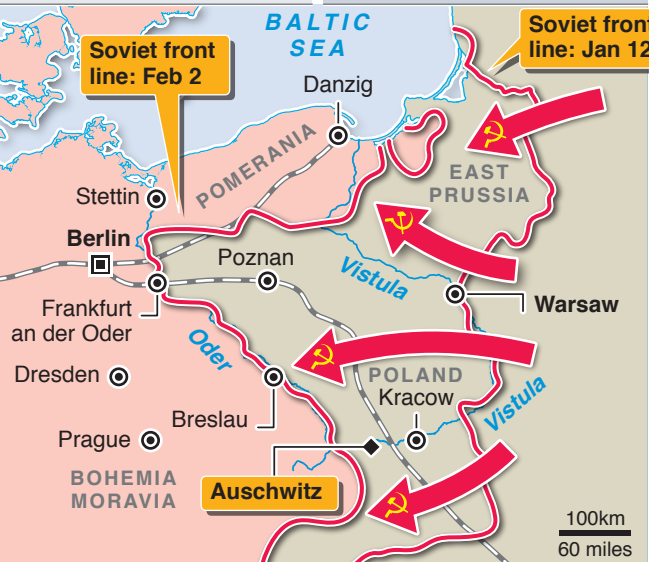 BALTIC
SEA
Soviet front
line: Feb 2
Soviet front
line: Jan 12
Danzig
POMERANIA
EAST
PRUSSIA
Stettin
Berlin
Poznan
Vistula
Warsaw
Frankfurt
an der Oder
Oder
Dresden
POLAND
Kracow
Vistula
Breslau
Prague
BOHEMIA
MORAVIA
Auschwitz
100km
60 miles